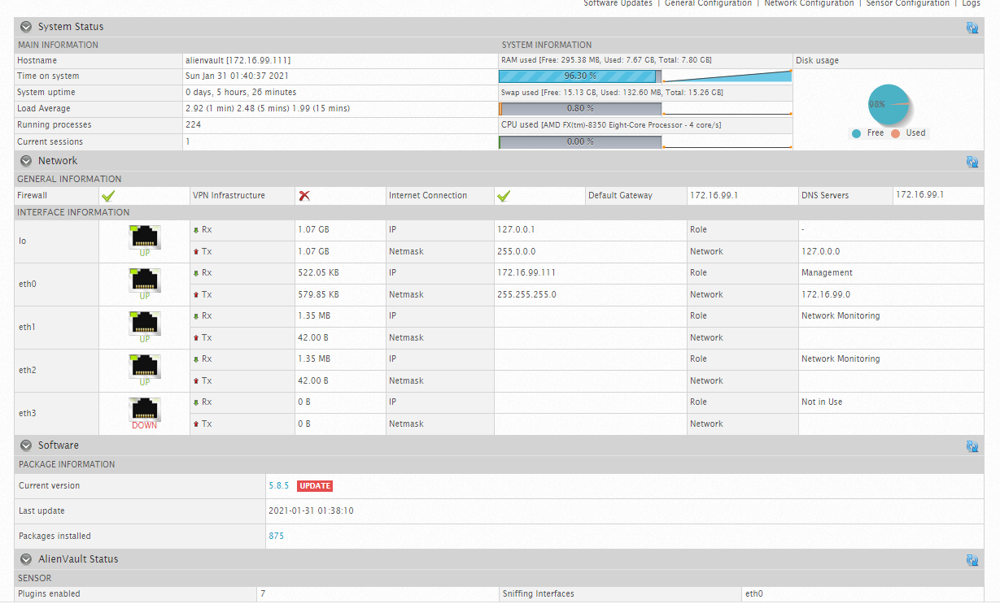 Software Updates | General Configuration | Network Configuration | Sensor Configuration | Logs
System Status
MAIN INFORMATION SYSTEM INFORMATION
Hostname alienvault [172.16.99.111] RAM used [Free: 295.38 MB, Used: 7.67 GB, Total: 7.80 GB] Disk usage
Time on system Sun Jan 31 01:40:37 2021 96.30 %
System uptime 0 days, 5 hours, 26 minutes Swap used [Free: 15.13 GB, Used: 132.60 MB, Total: 15.26 GB]
Load Average 2.92 (1 min) 2.48 (5 mins) 1.99 (15 mins) 0.80 % 98%
Running processes 224 CPU used [AMD FX(tm)-8350 Eight-Core Processor - 4 core/s]
Free Used
Current sessions 1 0.00 %
Network
GENERAL INFORMATION
Firewall VPN Infrastructure Internet Connection Default Gateway 172.16.99.1 DNS Servers 172.16.99.1
INTERFACE INFORMATION
lo UP Rx 1.07 GB IP 127.0.0.1 Role -
Tx 1.07 GB Netmask 255.0.0.0 Network 127.0.0.0
eth0 UP Rx 522.05 KB IP 172.16.99.111 Role Management
Tx 579.85 KB Netmask 255.255.255.0 Network 172.16.99.0
eth1 UP Rx 1.35 MB IP Role Network Monitoring
Tx 42.00 B Netmask Network
eth2 UP Rx 1.35 MB IP Role Network Monitoring
Tx 42.00 B Netmask Network
eth3 DOWN Rx 0 B IP Role Not in Use
Tx 0 B Netmask Network
Software
PACKAGE INFORMATION
Current version 5.8.5 UPDATE
Last update 2021-01-31 01:38:10
Packages installed 875
AlienVault Status
SENSOR
Plugins enabled 7 Sniffing Interfaces eth0